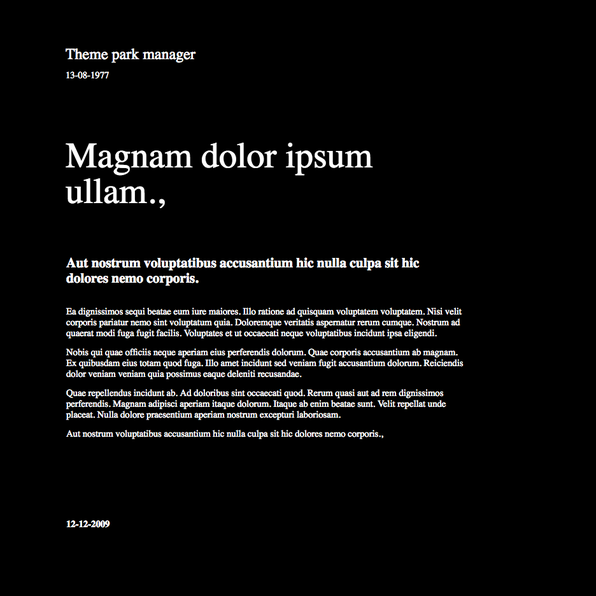 Theme park manager
13-08-1977
Magnam dolor ipsum
ullam.,
Aut nostrum voluptatibus accusantium hic nulla culpa sit hic
dolores nemo corporis.
Ea dignissimos sequi beatae eum iure maiores. Illo ratione ad quisquam voluptatem voluptatem. Nisi velit
corporis pariatur nemo sint voluptatum quia. Doloremque veritatis aspernatur rerum cumque. Nostrum ad
quaerat modi fuga fugit facilis. Voluptates et ut occaecati neque voluptatibus incidunt ipsa eligendi.
Nobis qui quae officiis neque aperiam eius perferendis dolorum. Quae corporis accusantium ab magnam.
Ex quibusdam eius totam quod fuga. Illo amet incidunt sed veniam fugit accusantium dolorum. Reiciendis
dolor veniam veniam quia possimus eaque deleniti recusandae.
Quae repellendus incidunt ab. Ad doloribus sint occaecati quod. Rerum quasi aut ad rem dignissimos
perferendis. Magnam adipisci aperiam itaque dolorum. Itaque ab enim beatae sunt. Velit repellat unde
placeat. Nulla dolore praesentium aperiam nostrum excepturi laboriosam.
Aut nostrum voluptatibus accusantium hic nulla culpa sit hic dolores nemo corporis.,
12-12-2009